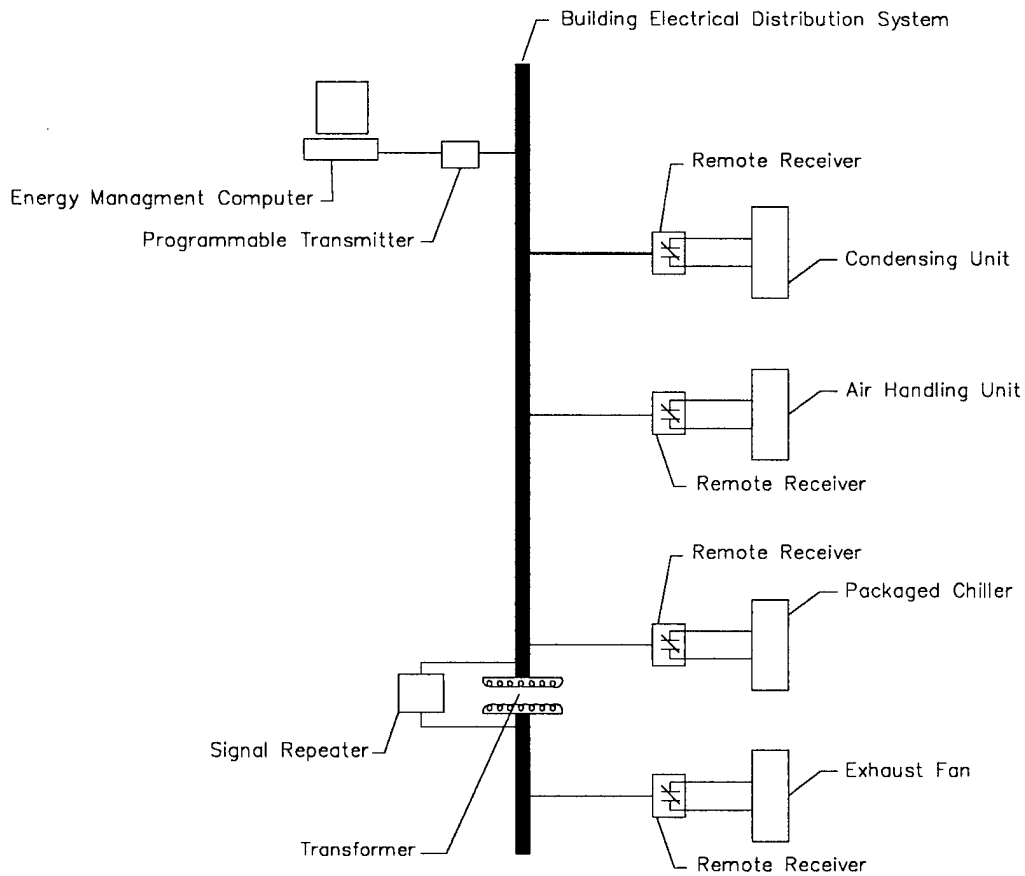 Building Electrical Distribution System
Remote Receiver
Energy Managment Computer
Programmable Transmitter
Condensing Unit
Air Handling Unit
Remote Receiver
Remote Receiver
Packaged Chiller
Signal Repeater
Exhaust Fan
Transformer
Remote Receiver